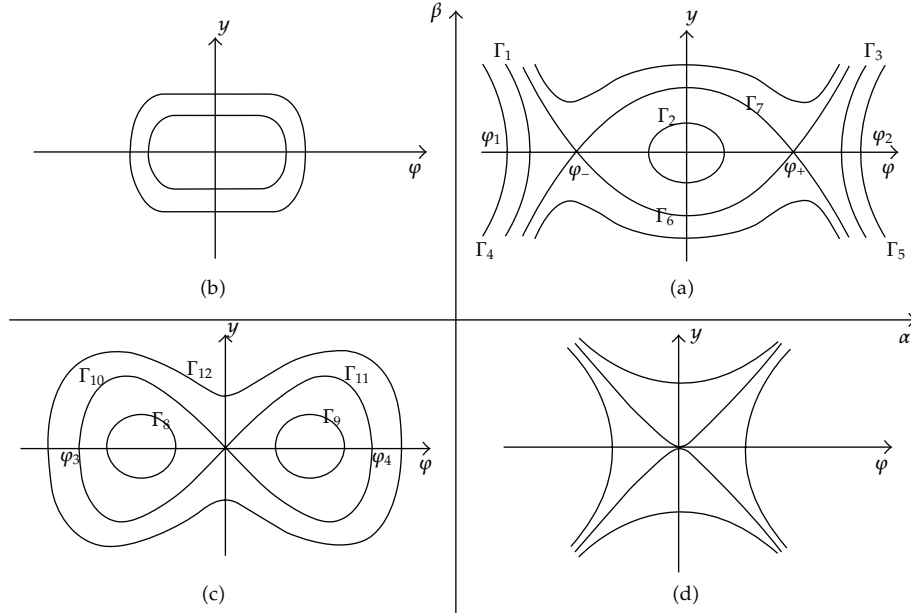 β
y
φ
(b)
y
Γ₁
Γ₃
Γ₇
Γ₂
φ₁
φ₂
φ₋
φ₊
φ
Γ₆
Γ₄
Γ₅
(a)
α
y
Γ₁₀
Γ₁₂
Γ₁₁
Γ₈
Γ₉
φ₃
φ₄
φ
(c)
y
φ
(d)